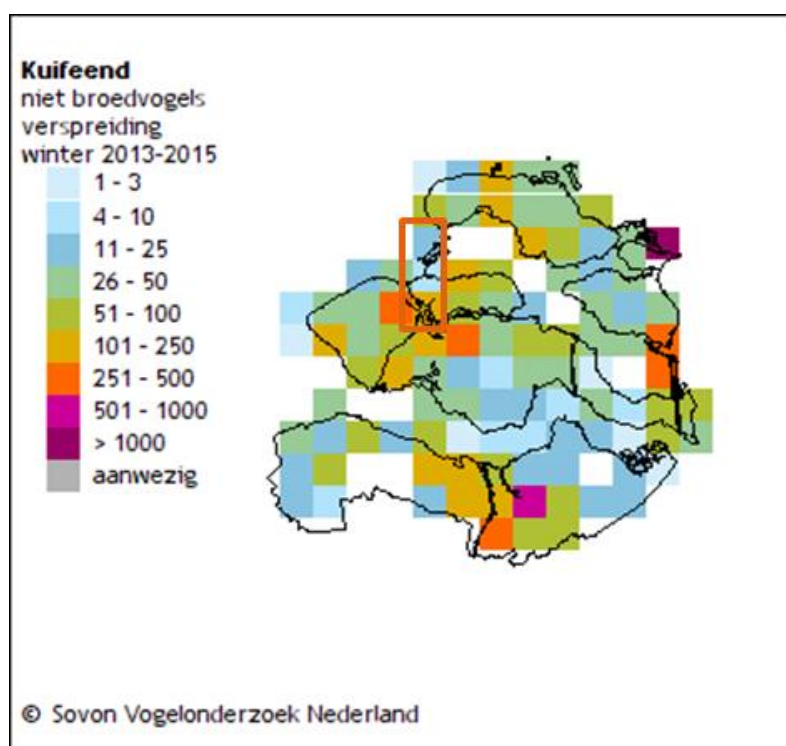 Kuifeend
niet broedvogels
verspreiding
winter 2013-2015
1 - 3
4 - 10
11 - 25
26 - 50
51 - 100
101 - 250
251 - 500
501 - 1000
> 1000
aanwezig
© Sovon Vogelonderzoek Nederland